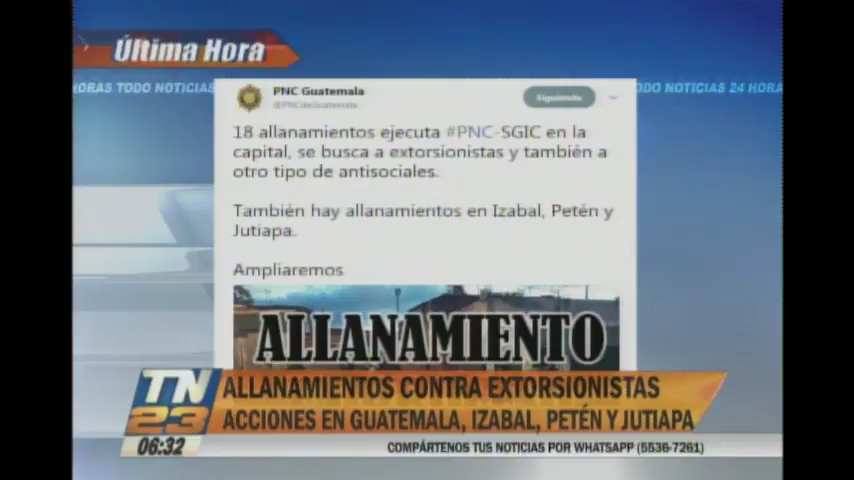 Última Hora
HORAS TODO NOTICIAS
DO NOTICIAS 24 HORA
PNC Guatemala
@PNCdeGuatemala
Siguiendo
18 allanamientos ejecuta #PNC-SGIC en la
capital, se busca a extorsionistas y también a
otro tipo de antisociales.
También hay allanamientos en Izabal, Petén y
Jutiapa.
Ampliaremos
ALLANAMIENTO
TN
23
ALLANAMIENTOS CONTRA EXTORSIONISTAS
ACCIONES EN GUATEMALA, IZABAL, PETÉN Y JUTIAPA
06:32
COMPÁRTENOS TUS NOTICIAS POR WHATSAPP (5536-7261)